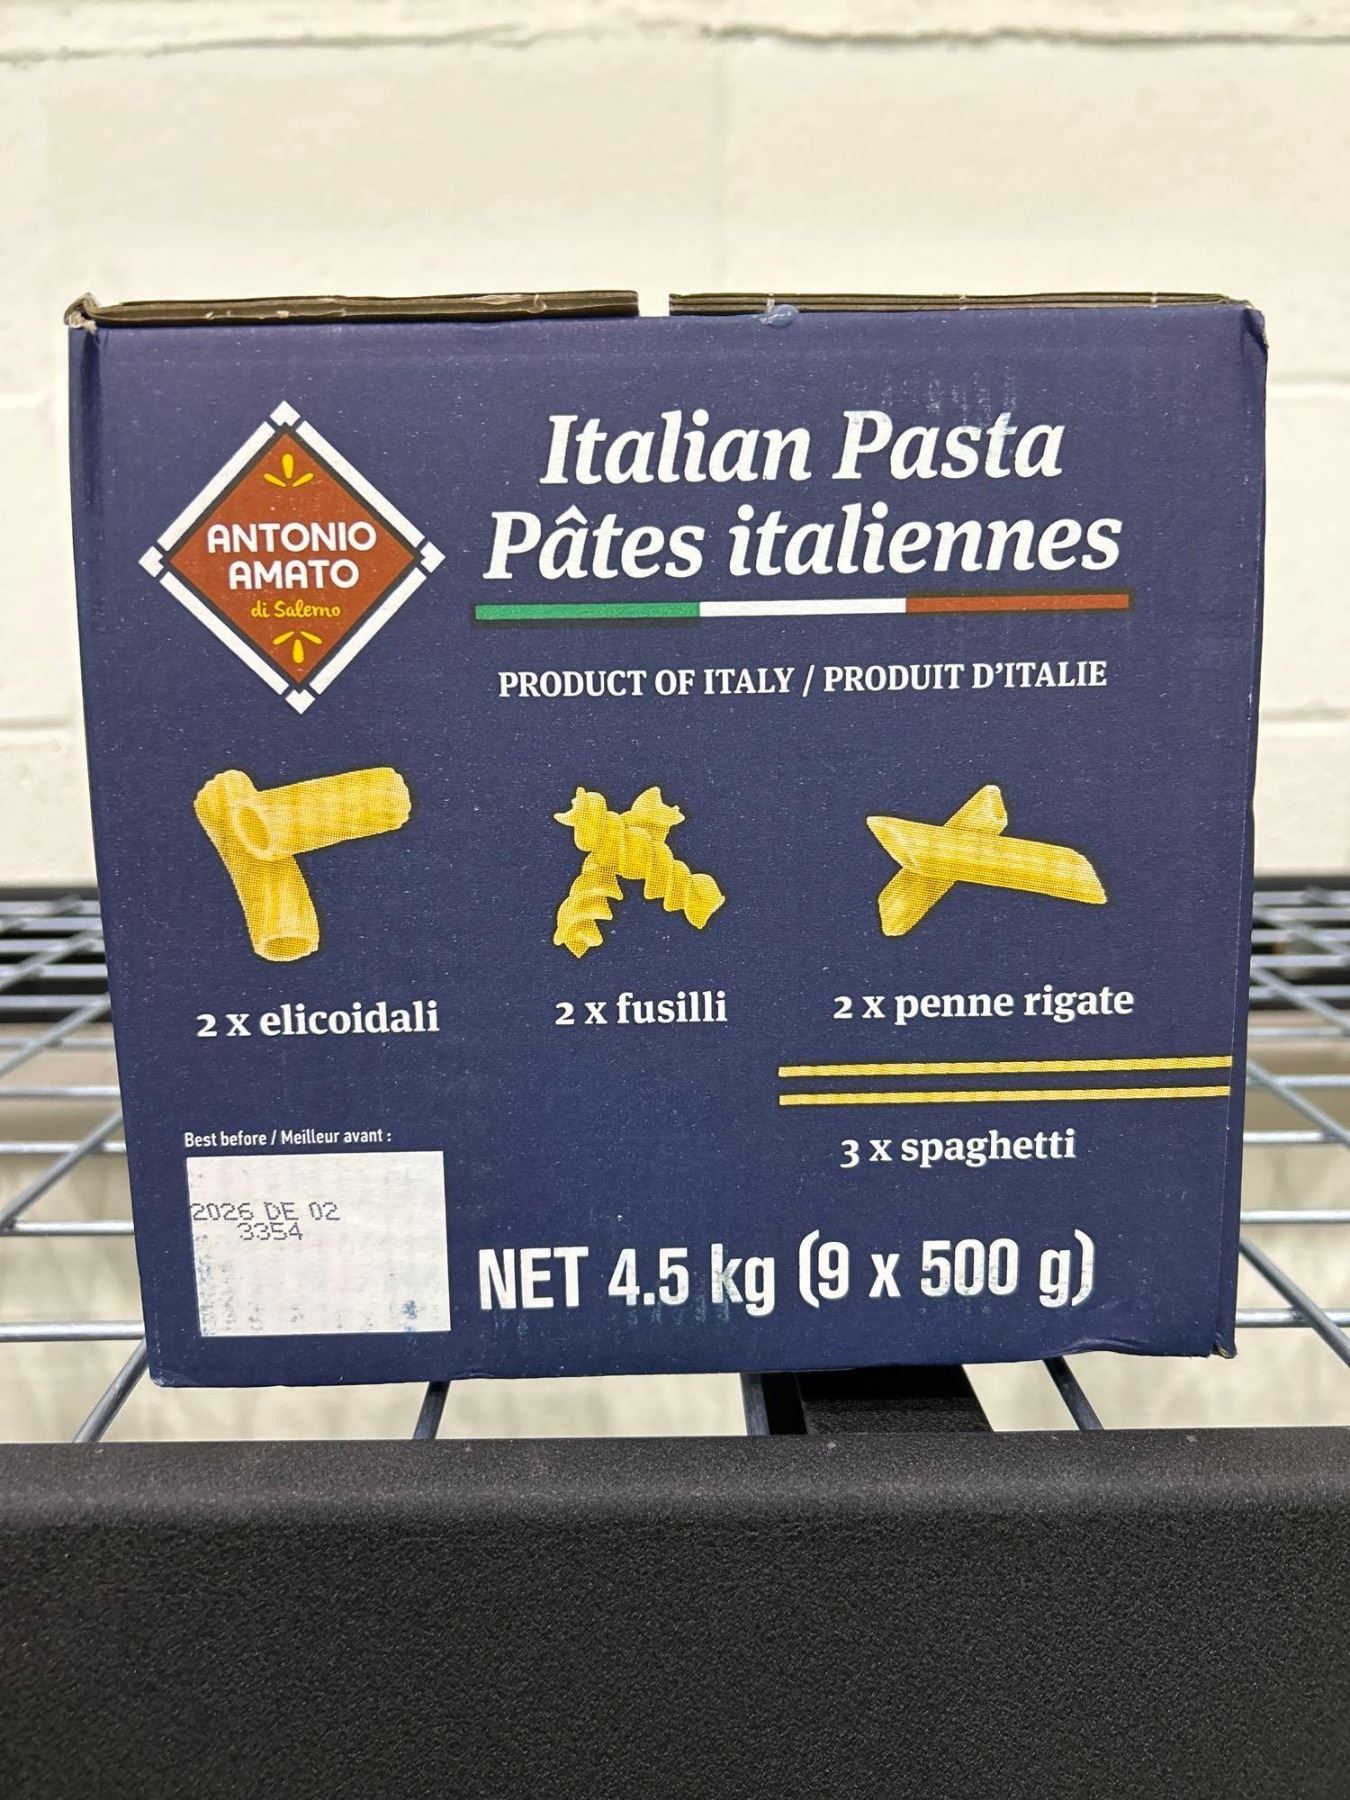 ANTONIO
AMATO
di Salerno
Italian Pasta
Pâtes italiennes
PRODUCT OF ITALY / PRODUIT D'ITALIE
2 x elicoidali
2 x fusilli
2 x penne rigate
3 x spaghetti
Best before / Meilleur avant :
2026 DE 02
3354
NET 4.5 kg (9 x 500 g)